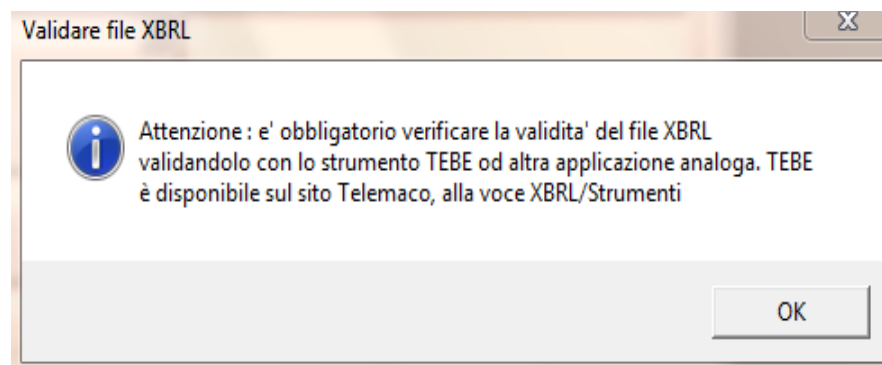 Validare file XBRL
Attenzione : e' obbligatorio verificare la validita' del file XBRL
validandolo con lo strumento TEBE od altra applicazione analoga. TEBE
è disponibile sul sito Telemaco, alla voce XBRL/Strumenti
OK